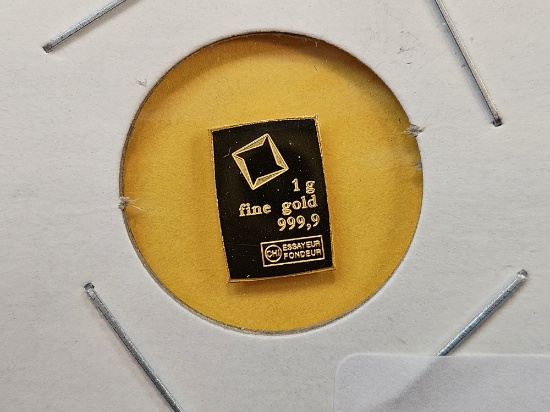 1 g
fine gold
999,9
CHI ESSAYEUR
FONDEUR